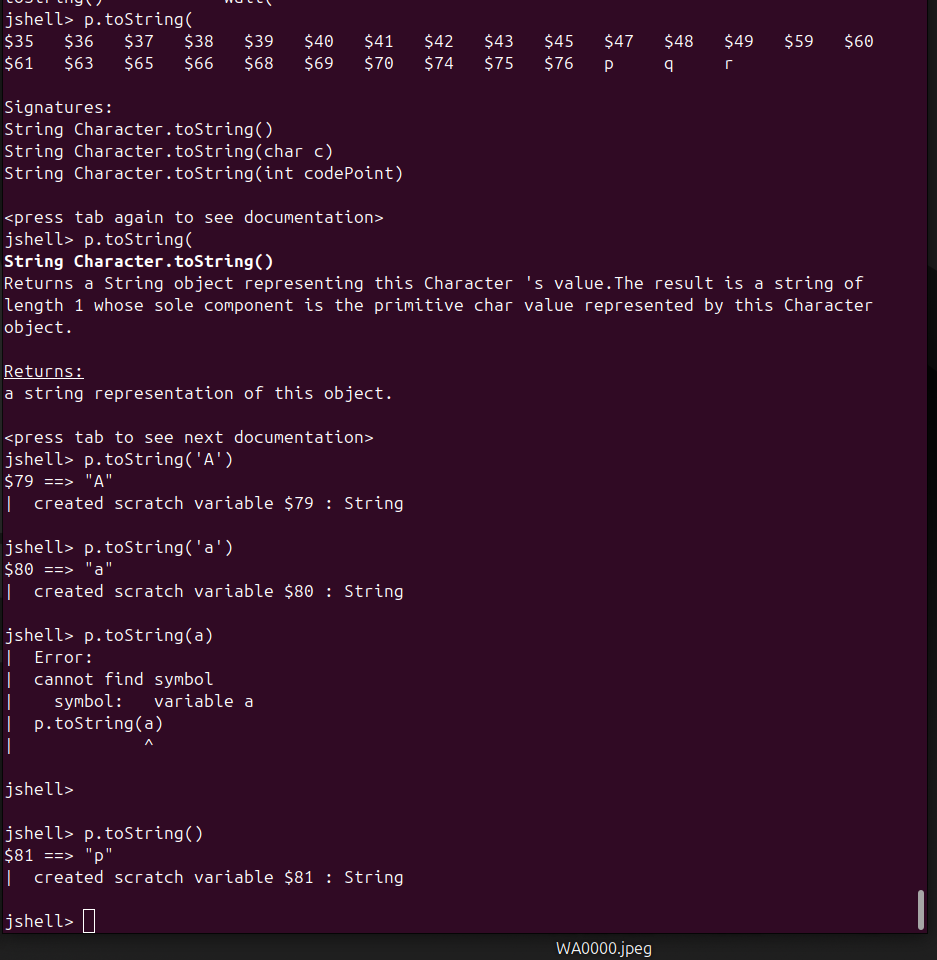 toString() wait(
jshell> p.toString(
$35 $36 $37 $38 $39 $40 $41 $42 $43 $45 $47 $48 $49 $59 $60
$61 $63 $65 $66 $68 $69 $70 $74 $75 $76 p q r
Signatures:
String Character.toString()
String Character.toString(char c)
String Character.toString(int codePoint)
<press tab again to see documentation>
jshell> p.toString(
String Character.toString()
Returns a String object representing this Character 's value.The result is a string of
length 1 whose sole component is the primitive char value represented by this Character
object.
Returns:
a string representation of this object.
<press tab to see next documentation>
jshell> p.toString('A')
$79 ==> "A"
| created scratch variable $79 : String
jshell> p.toString('a')
$80 ==> "a"
| created scratch variable $80 : String
jshell> p.toString(a)
| Error:
| cannot find symbol
| symbol: variable a
| p.toString(a)
| ^
jshell>
jshell> p.toString()
$81 ==> "p"
| created scratch variable $81 : String
jshell>
WA0000.jpeg